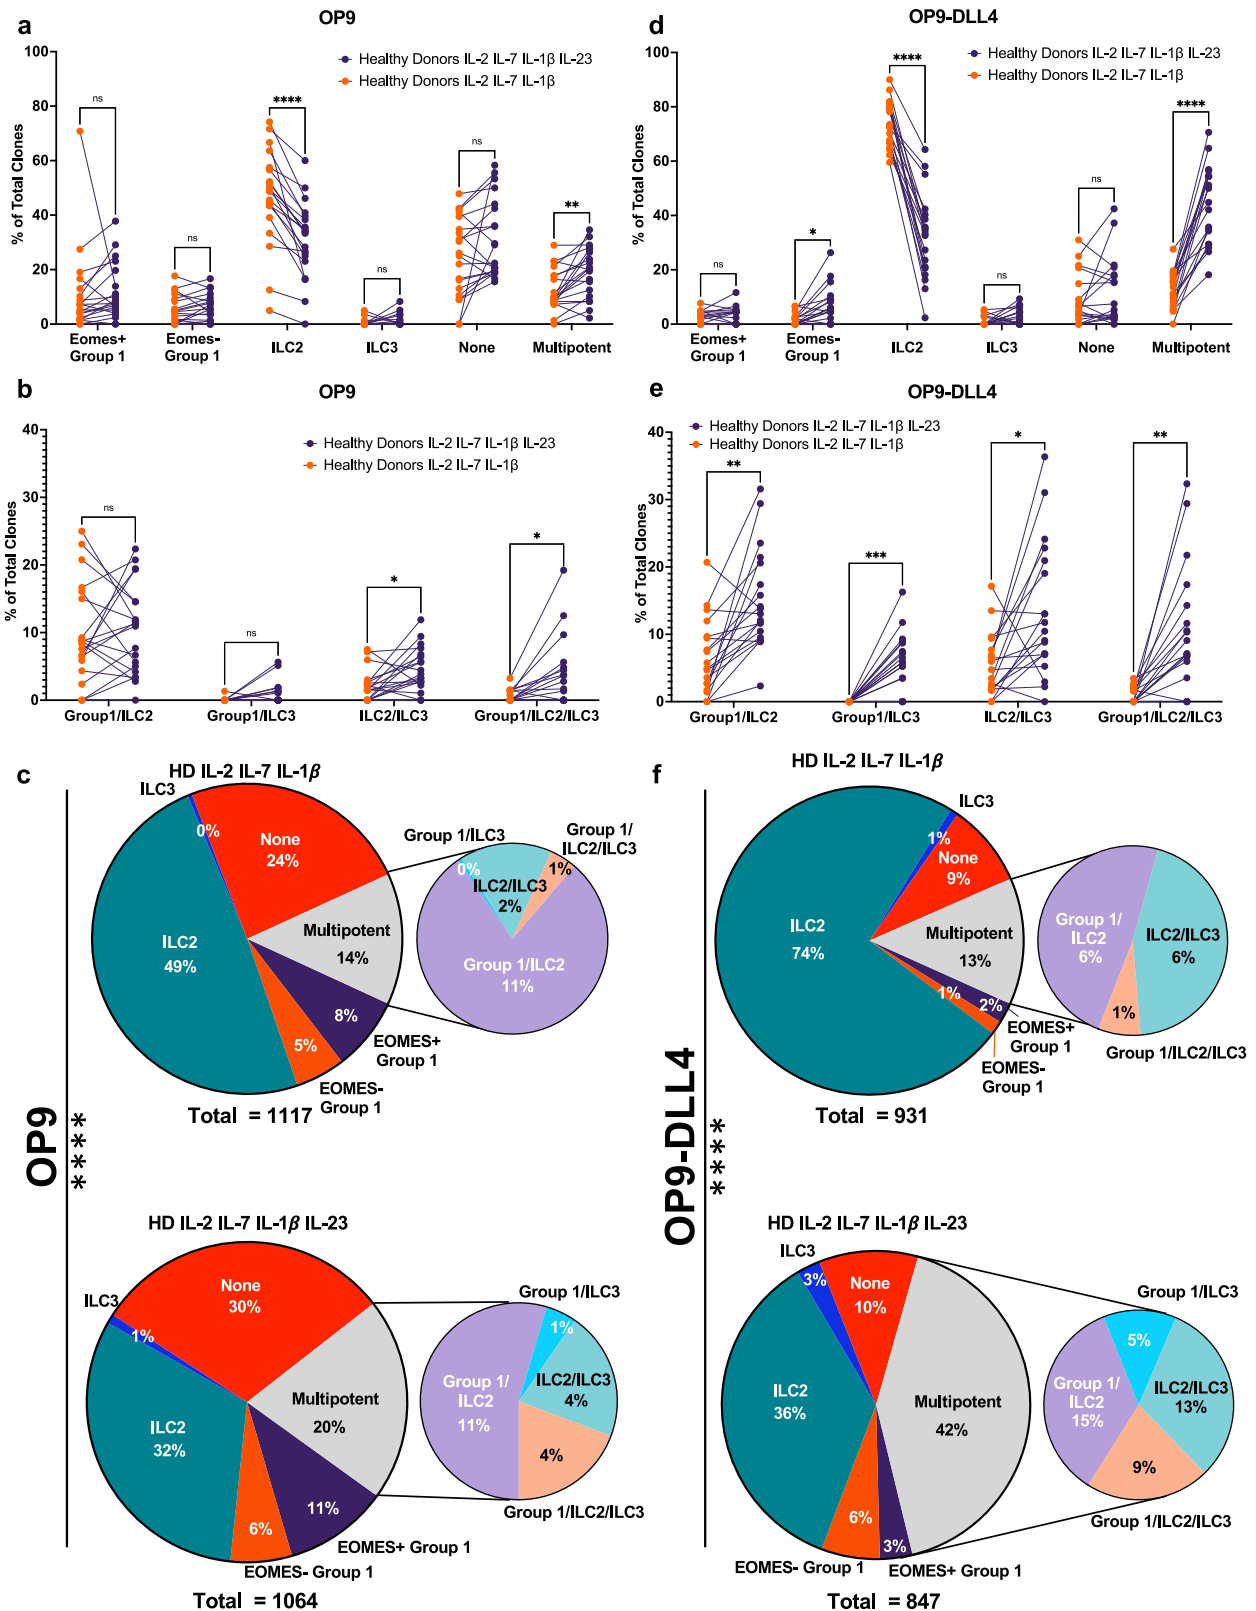 a
OP9
Healthy Donors IL-2 IL-7 IL-1β IL-23
Healthy Donors IL-2 IL-7 IL-1β
% of Total Clones
100
80
60
40
20
0
ns
ns
****
ns
ns
**
Eomes+
Group 1
Eomes-
Group 1
ILC2
ILC3
None
Multipotent
d
OP9-DLL4
Healthy Donors IL-2 IL-7 IL-1β IL-23
Healthy Donors IL-2 IL-7 IL-1β
% of Total Clones
100
80
60
40
20
0
ns
*
****
ns
ns
****
Eomes+
Group 1
Eomes-
Group 1
ILC2
ILC3
None
Multipotent
b
OP9
Healthy Donors IL-2 IL-7 IL-1β IL-23
Healthy Donors IL-2 IL-7 IL-1β
% of Total Clones
40
30
20
10
0
ns
ns
*
*
Group1/ILC2
Group1/ILC3
ILC2/ILC3
Group1/ILC2/ILC3
e
OP9-DLL4
Healthy Donors IL-2 IL-7 IL-1β IL-23
Healthy Donors IL-2 IL-7 IL-1β
% of Total Clones
40
30
20
10
0
**
***
*
**
Group1/ILC2
Group1/ILC3
ILC2/ILC3
Group1/ILC2/ILC3
c
OP9
****
HD IL-2 IL-7 IL-1β
ILC3
0%
None
24%
Multipotent
14%
8%
EOMES+
Group 1
5%
EOMES-
Group 1
ILC2
49%
Group 1/ILC3
0%
ILC2/ILC3
2%
Group 1/
ILC2/ILC3
1%
Group 1/ILC2
11%
Total = 1117
HD IL-2 IL-7 IL-1β IL-23
ILC3
1%
None
30%
Multipotent
20%
11%
EOMES+ Group 1
6%
EOMES- Group 1
ILC2
32%
Group 1/ILC3
1%
ILC2/ILC3
4%
4%
Group 1/ILC2/ILC3
Group 1/
ILC2
11%
Total = 1064
f
OP9-DLL4
****
HD IL-2 IL-7 IL-1β
ILC3
1%
None
9%
Multipotent
13%
2%
EOMES+
Group 1
1%
EOMES-
Group 1
ILC2
74%
Group 1/
ILC2
6%
ILC2/ILC3
6%
1%
Group 1/ILC2/ILC3
Total = 931
HD IL-2 IL-7 IL-1β IL-23
ILC3
3%
None
10%
Multipotent
42%
3%
EOMES+ Group 1
6%
EOMES- Group 1
ILC2
36%
Group 1/ILC3
5%
ILC2/ILC3
13%
Group 1/
ILC2
15%
9%
Group 1/ILC2/ILC3
Total = 847